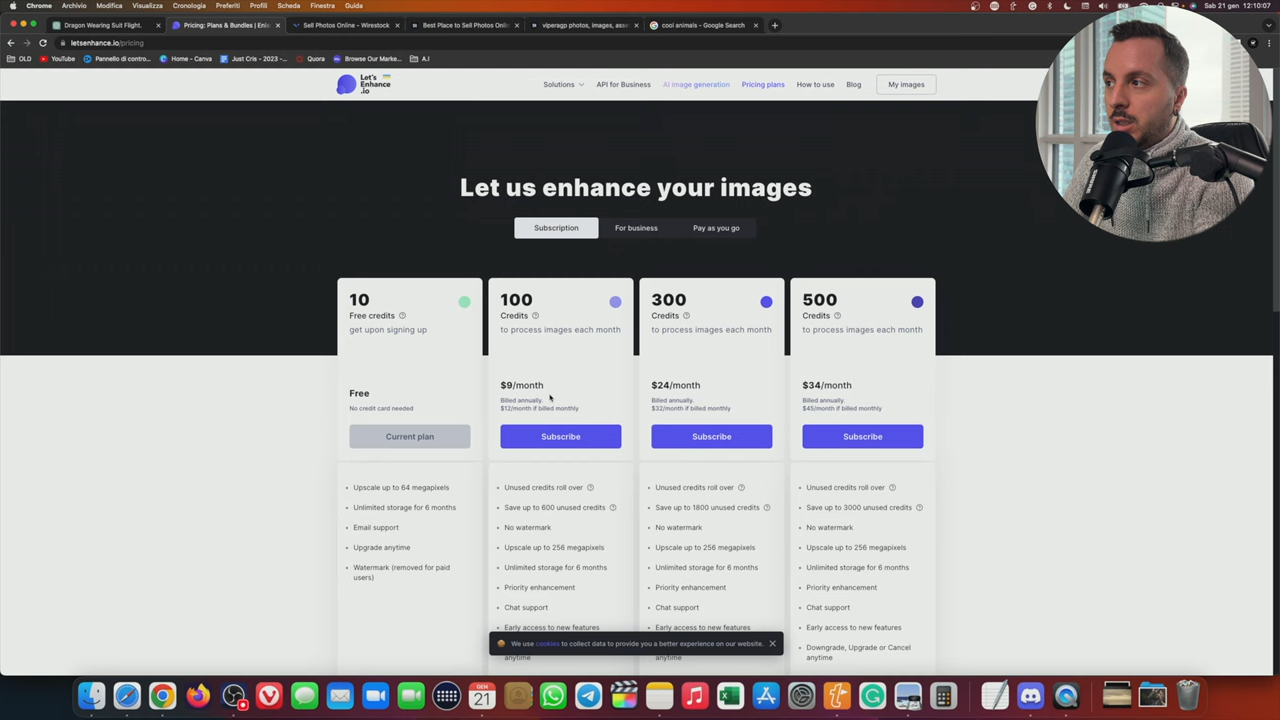 Chrome Archivio Modifica Visualizza Cronologia Preferiti Profili Scheda Finestra Guida
Sab 21 gen 12:10:07
Dragon Wearing Suit Flight.
Pricing: Plans & Bundles | Enl
Sell Photos Online - Wirestock
Best Place to Sell Photos Onli
viperagp photos, images, asse
cool animals - Google Search
letsenhance.io/pricing
OLD YouTube Pannello di contro... Home - Canva Just Cris - 2023 -... Quora Browse Our Marke... A.I
Let's
Enhance
.io
Solutions API for Business AI image generation Pricing plans How to use Blog My images
Let us enhance your images
Subscription For business Pay as you go
10
Free credits
get upon signing up
Free
No credit card needed
Current plan
Upscale up to 64 megapixels
Unlimited storage for 6 months
Email support
Upgrade anytime
Watermark (removed for paid
users)
100
Credits
to process images each month
$9/month
Billed annually.
$12/month if billed monthly
Subscribe
Unused credits roll over
Save up to 600 unused credits
No watermark
Upscale up to 256 megapixels
Unlimited storage for 6 months
Priority enhancement
Chat support
Early access to new features
anytime
300
Credits
to process images each month
$24/month
Billed annually.
$32/month if billed monthly
Subscribe
Unused credits roll over
Save up to 1800 unused credits
No watermark
Upscale up to 256 megapixels
Unlimited storage for 6 months
Priority enhancement
Chat support
Early access to new features
anytime
500
Credits
to process images each month
$34/month
Billed annually.
$45/month if billed monthly
Subscribe
Unused credits roll over
Save up to 3000 unused credits
No watermark
Upscale up to 256 megapixels
Unlimited storage for 6 months
Priority enhancement
Chat support
Early access to new features
Downgrade, Upgrade or Cancel
anytime
We use cookies to collect data to provide you a better experience on our website.
GEN
21